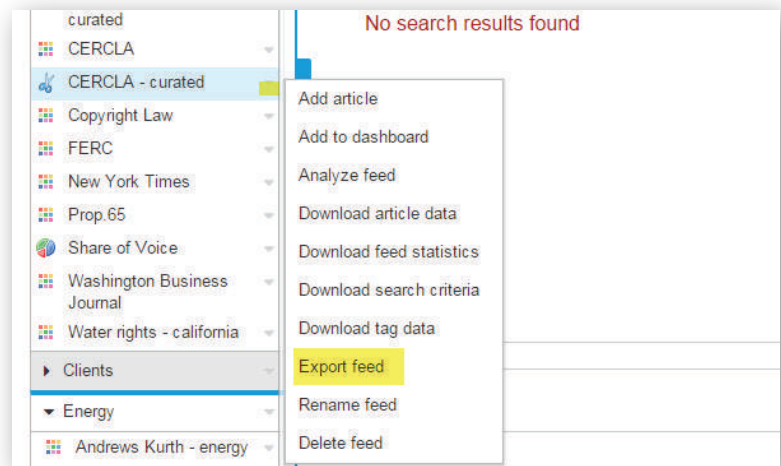 curated
CERCLA
CERCLA - curated
Copyright Law
FERC
New York Times
Prop.65
Share of Voice
Washington Business
Journal
Water rights - california
Clients
Energy
Andrews Kurth - energy
No search results found
Add article
Add to dashboard
Analyze feed
Download article data
Download feed statistics
Download search criteria
Download tag data
Export feed
Rename feed
Delete feed